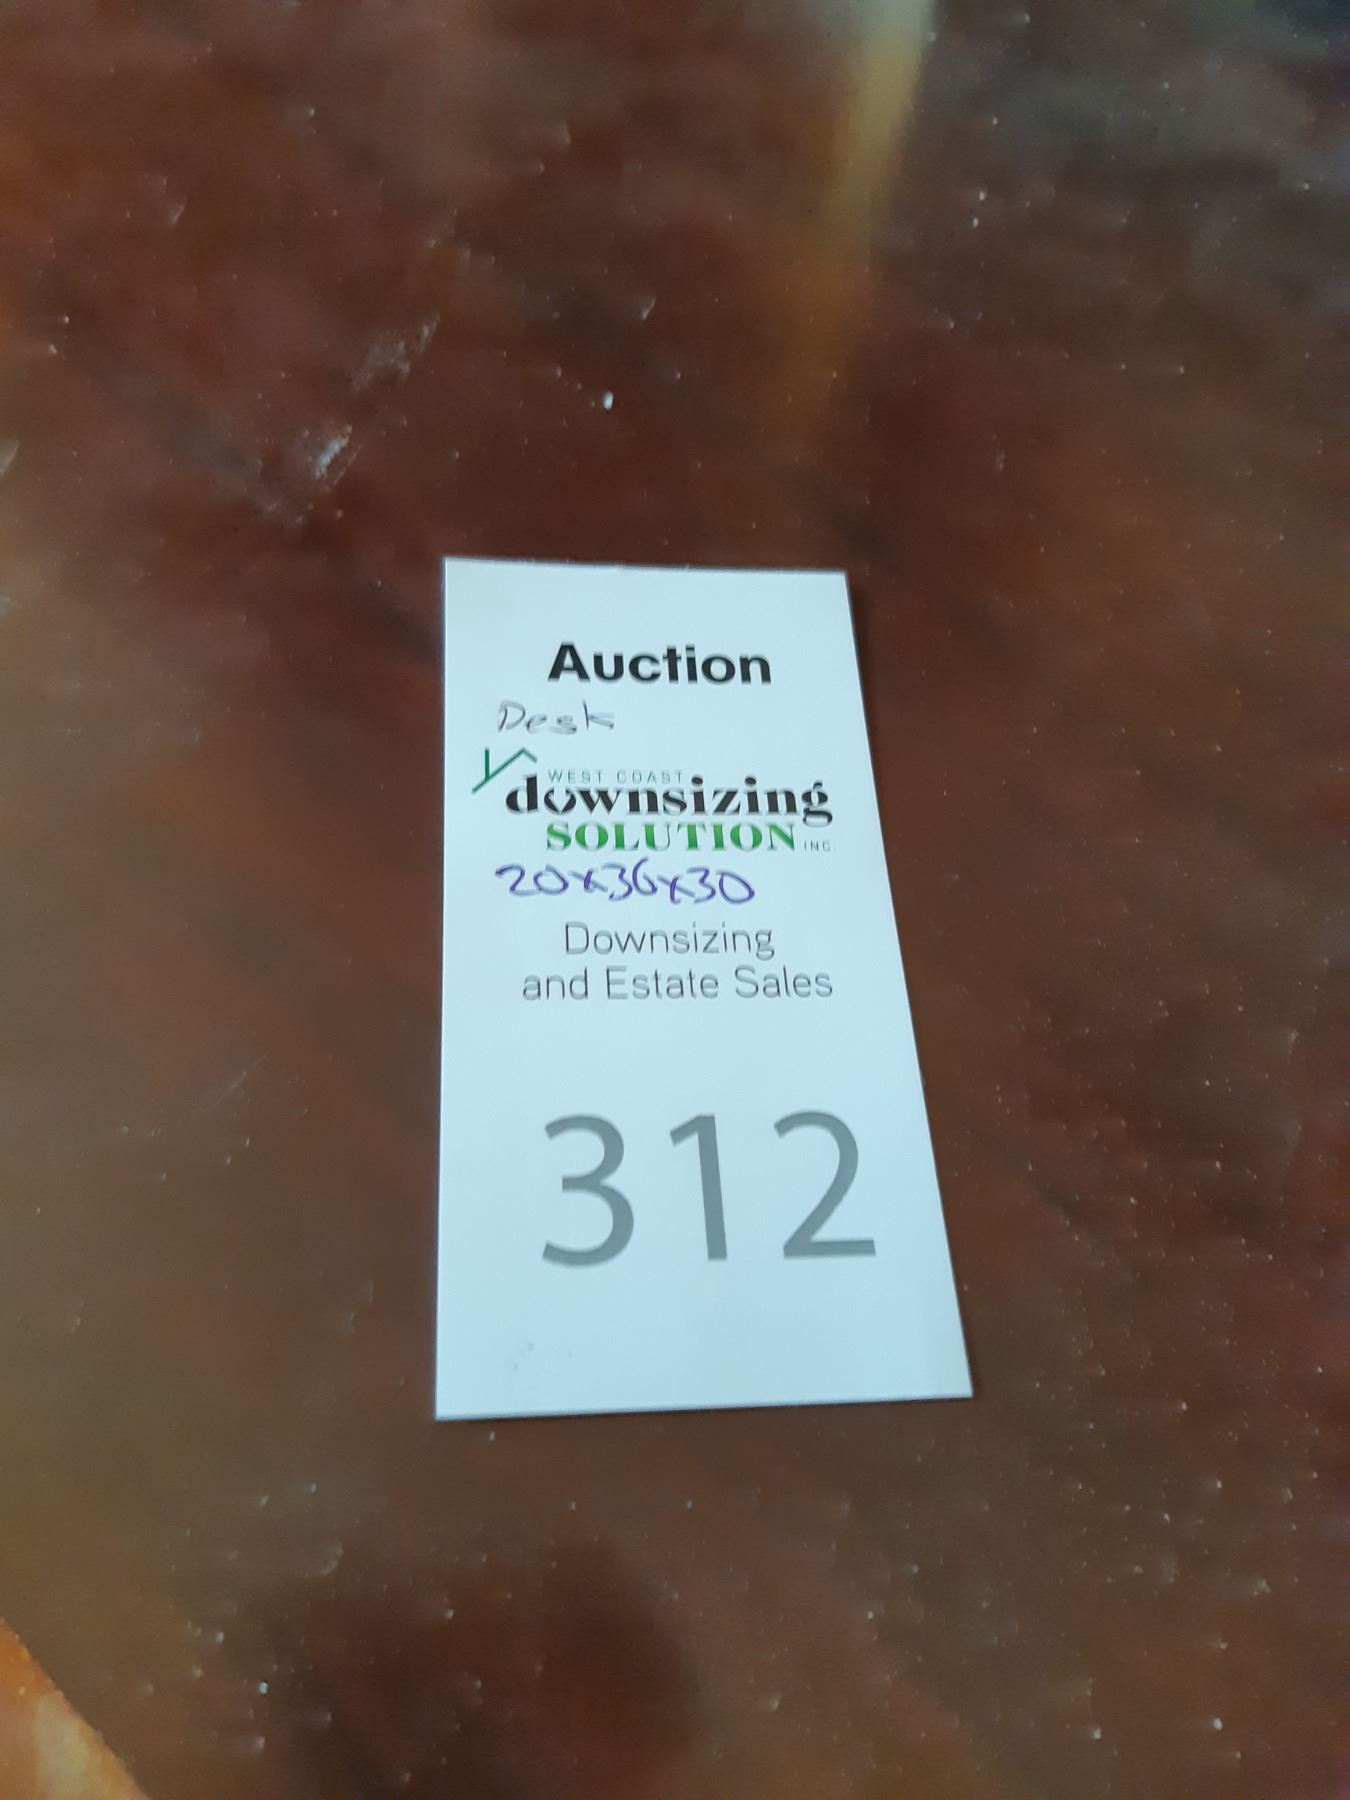 Auction
Desk
WEST COAST
downsizing
SOLUTION INC.
20x36x30
Downsizing
and Estate Sales
312